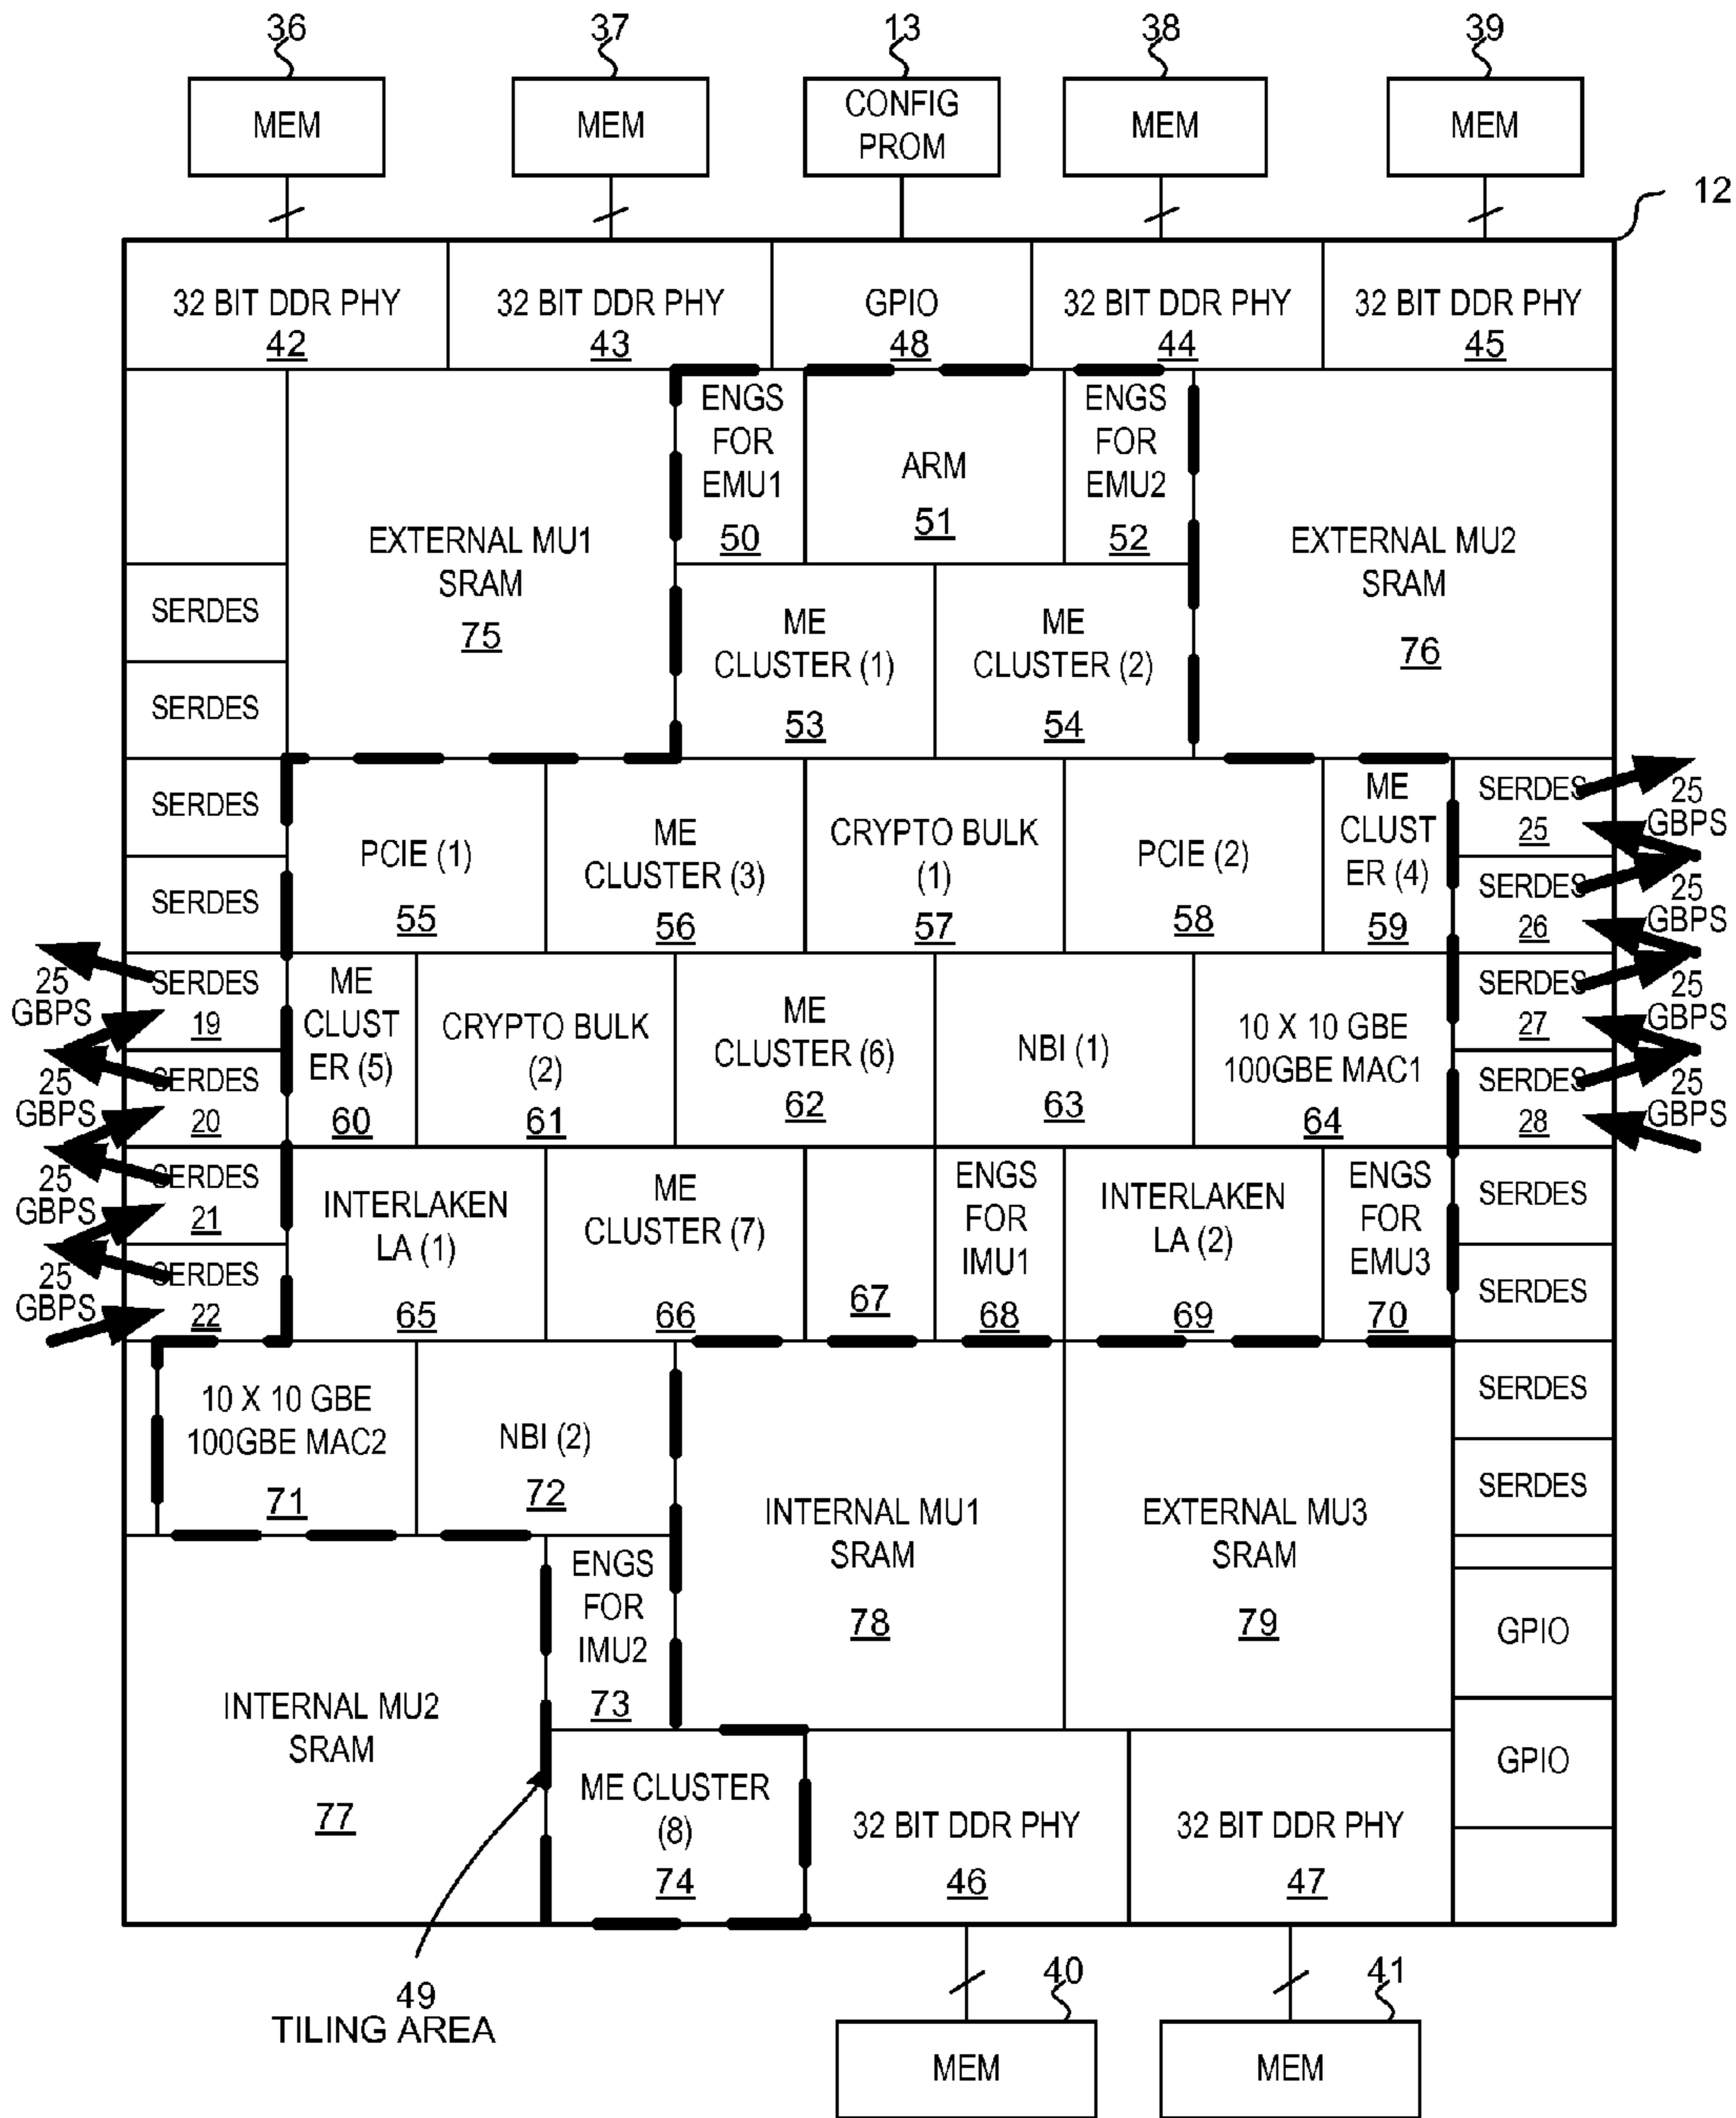 36
37
13
38
39
MEM
MEM
CONFIG
PROM
MEM
MEM
12
32 BIT DDR PHY
42
32 BIT DDR PHY
43
GPIO
48
32 BIT DDR PHY
44
32 BIT DDR PHY
45
EXTERNAL MU1
SRAM
75
ENGS
FOR
EMU1
50
ARM
51
ENGS
FOR
EMU2
52
EXTERNAL MU2
SRAM
76
SERDES
SERDES
ME
CLUSTER (1)
53
ME
CLUSTER (2)
54
SERDES
SERDES
PCIE (1)
55
ME
CLUSTER (3)
56
CRYPTO BULK
(1)
57
PCIE (2)
58
ME
CLUST
ER (4)
59
SERDES
25
25
GBPS
SERDES
26
25
GBPS
25
GBPS
SERDES
19
25
GBPS
SERDES
20
ME
CLUST
ER (5)
60
CRYPTO BULK
(2)
61
ME
CLUSTER (6)
62
NBI (1)
63
10 X 10 GBE
100GBE MAC1
64
SERDES
27
25
GBPS
SERDES
28
25
GBPS
25
GBPS
SERDES
21
25
GBPS
SERDES
22
INTERLAKEN
LA (1)
65
ME
CLUSTER (7)
66
67
ENGS
FOR
IMU1
68
INTERLAKEN
LA (2)
69
ENGS
FOR
EMU3
70
SERDES
SERDES
10 X 10 GBE
100GBE MAC2
71
NBI (2)
72
INTERNAL MU1
SRAM
78
EXTERNAL MU3
SRAM
79
SERDES
SERDES
INTERNAL MU2
SRAM
77
ENGS
FOR
IMU2
73
GPIO
GPIO
ME CLUSTER
(8)
74
32 BIT DDR PHY
46
32 BIT DDR PHY
47
49
TILING AREA
40
41
MEM
MEM